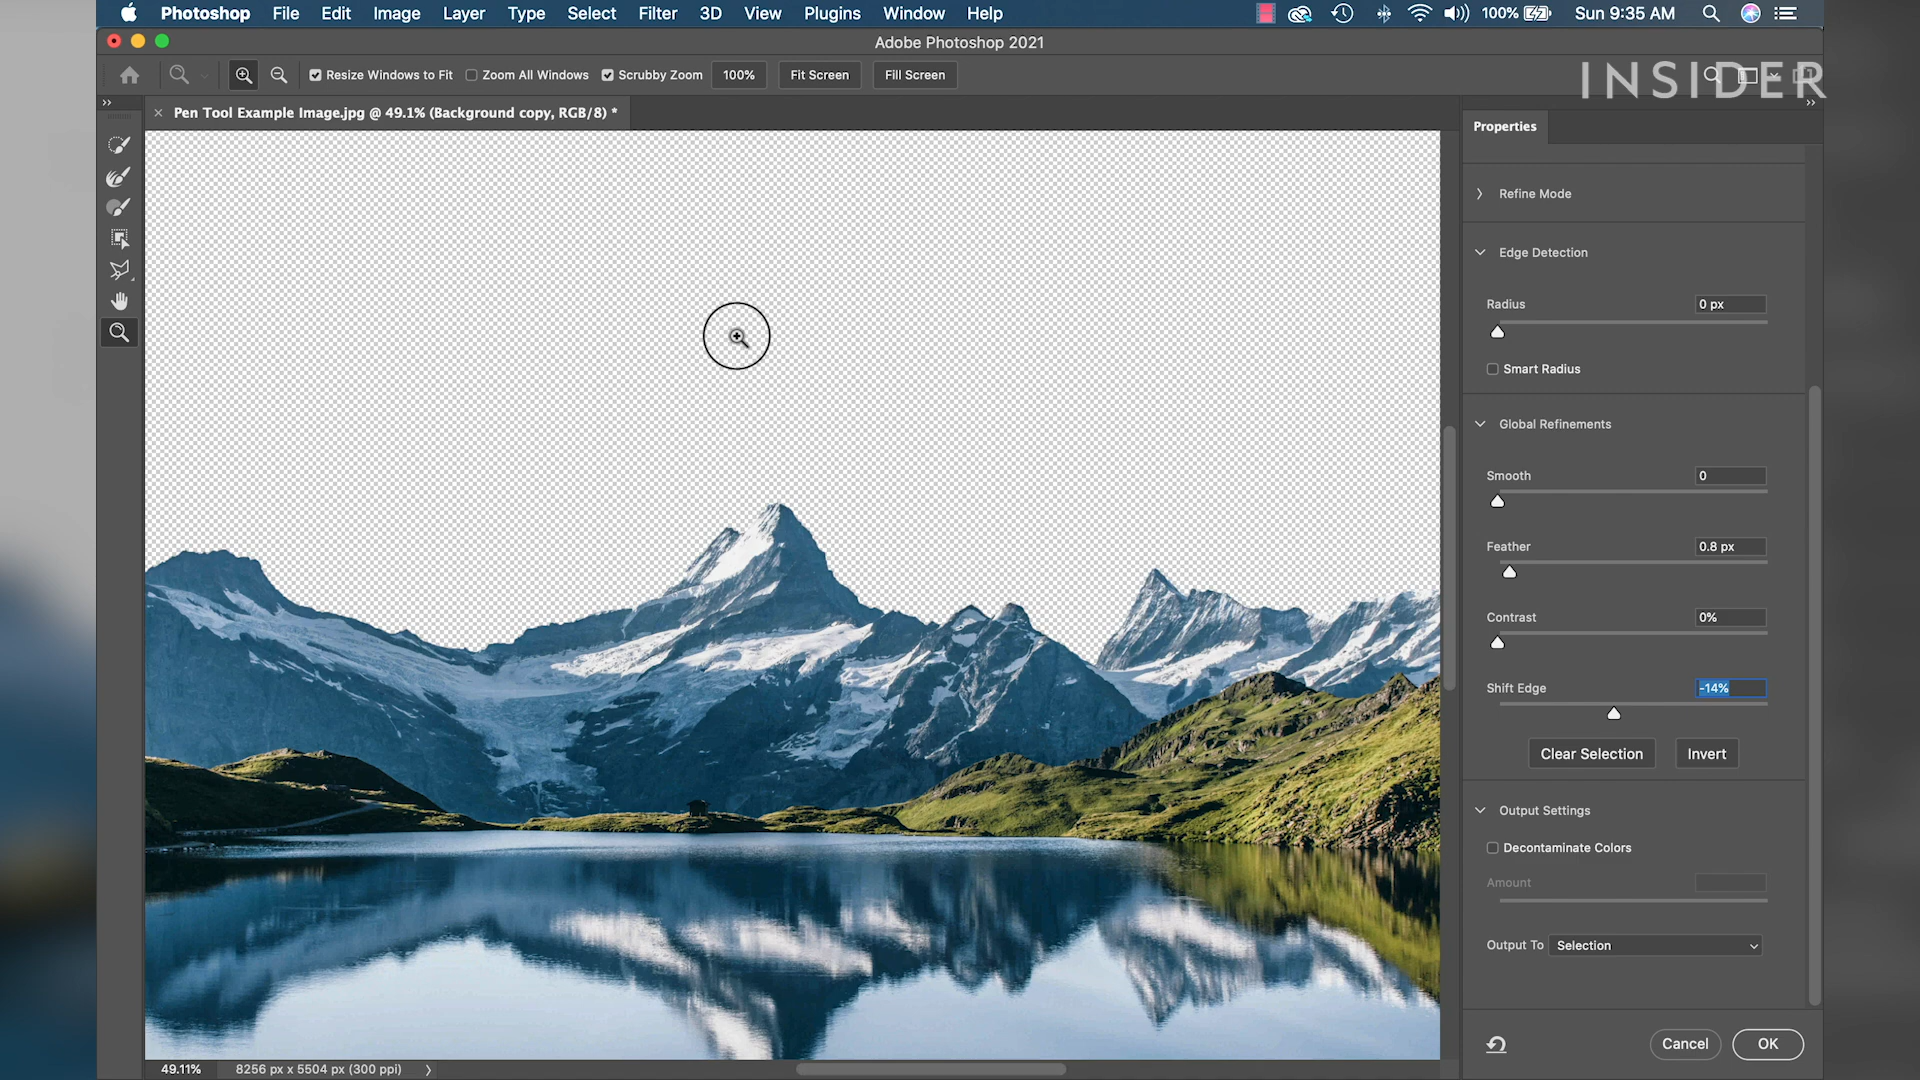 Photoshop File Edit Image Layer Type Select Filter 3D View Plugins Window Help 100% Sun 9:35 AM
Adobe Photoshop 2021
Resize Windows to Fit Zoom All Windows Scrubby Zoom 100% Fit Screen Fill Screen
INSIDER
Pen Tool Example Image.jpg @ 49.1% (Background copy, RGB/8) *
Properties
Refine Mode
Edge Detection
Radius 0 px
Smart Radius
Global Refinements
Smooth 0
Feather 0.8 px
Contrast 0%
Shift Edge -14%
Clear Selection Invert
Output Settings
Decontaminate Colors
Amount
Output To Selection
Cancel OK
49.11% 8256 px x 5504 px (300 ppi)